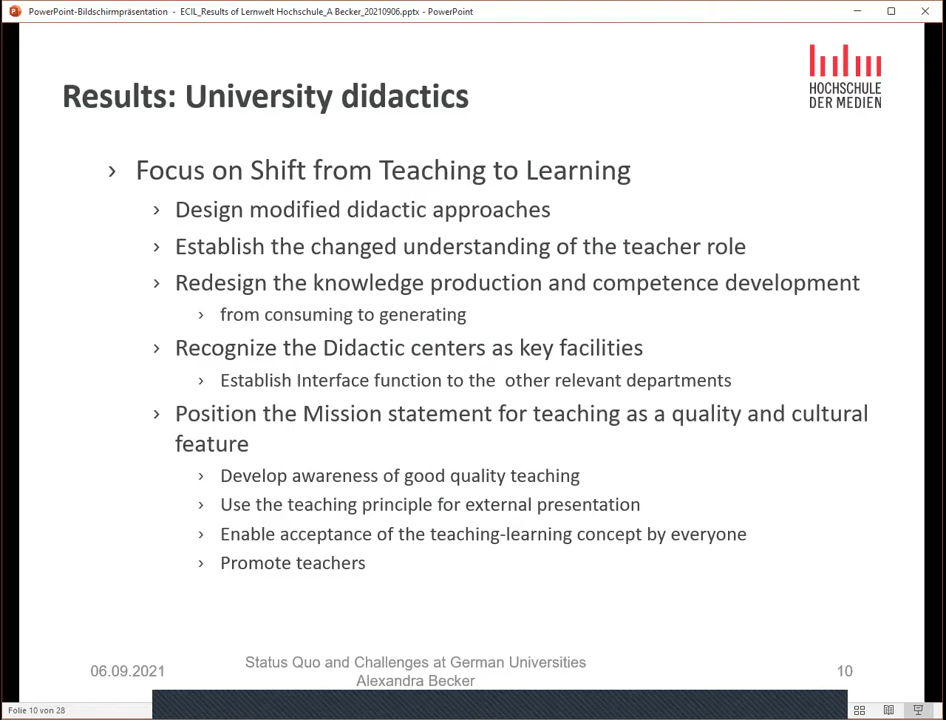 PowerPoint-Bildschirmpräsentation - ECIL_Results of Lernwelt Hochschule_A Becker_20210906.pptx - PowerPoint
HOCHSCHULE
DER MEDIEN
Results: University didactics
› Focus on Shift from Teaching to Learning
› Design modified didactic approaches
› Establish the changed understanding of the teacher role
› Redesign the knowledge production and competence development
› from consuming to generating
› Recognize the Didactic centers as key facilities
› Establish Interface function to the other relevant departments
› Position the Mission statement for teaching as a quality and cultural
feature
› Develop awareness of good quality teaching
› Use the teaching principle for external presentation
› Enable acceptance of the teaching-learning concept by everyone
› Promote teachers
06.09.2021
Status Quo and Challenges at German Universities
Alexandra Becker
10
Folie 10 von 28